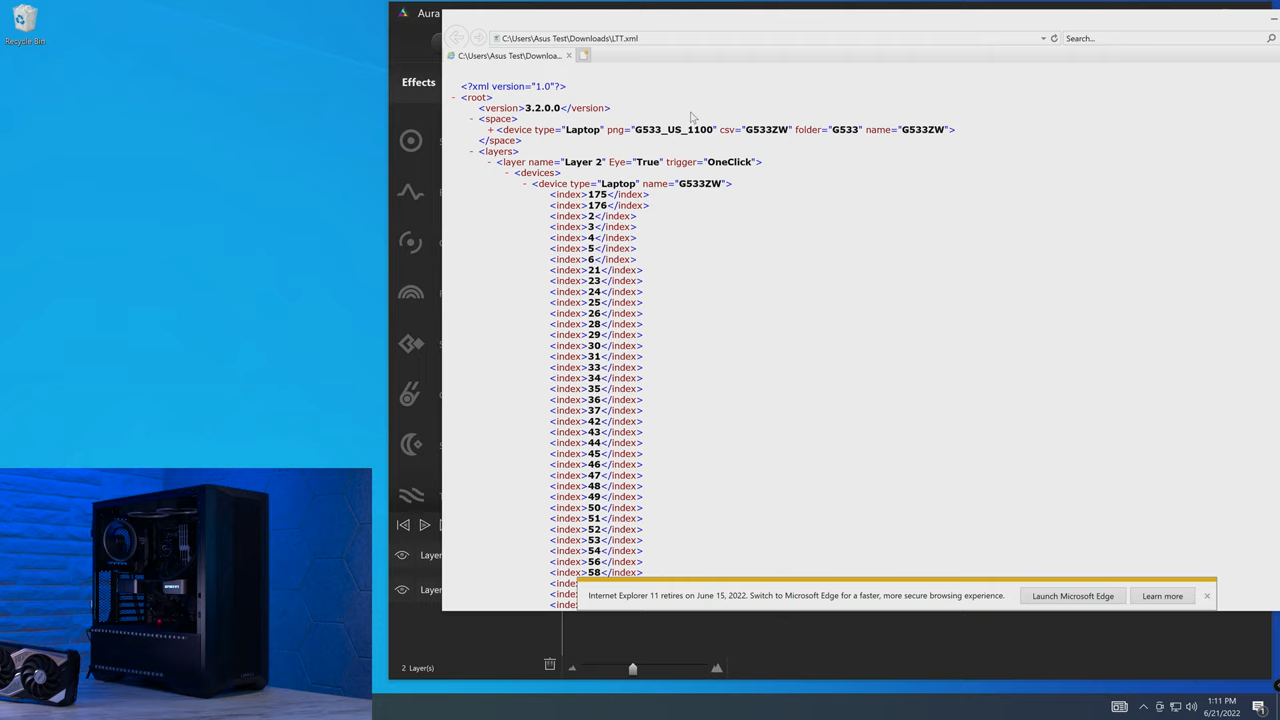 Recycle Bin
Aura
C:\Users\Asus Test\Downloads\LTT.xml
Search...
C:\Users\Asus Test\Downloa...
Effects
<?xml version="1.0"?>
- <root>
<version>3.2.0.0</version>
- <space>
+ <device type="Laptop" png="G533_US_1100" csv="G533ZW" folder="G533" name="G533ZW">
</space>
- <layers>
- <layer name="Layer 2" Eye="True" trigger="OneClick">
- <devices>
- <device type="Laptop" name="G533ZW">
<index>175</index>
<index>176</index>
<index>2</index>
<index>3</index>
<index>4</index>
<index>5</index>
<index>6</index>
<index>21</index>
<index>23</index>
<index>24</index>
<index>25</index>
<index>26</index>
<index>28</index>
<index>29</index>
<index>30</index>
<index>31</index>
<index>33</index>
<index>34</index>
<index>35</index>
<index>36</index>
<index>37</index>
<index>42</index>
<index>43</index>
<index>44</index>
<index>45</index>
<index>46</index>
<index>47</index>
<index>48</index>
<index>49</index>
<index>50</index>
<index>51</index>
<index>52</index>
<index>53</index>
<index>54</index>
<index>56</index>
<index>58</index>
<inde
<inde
<inde
Internet Explorer 11 retires on June 15, 2022. Switch to Microsoft Edge for a faster, more secure browsing experience.
Launch Microsoft Edge
Learn more
Layer
Layer
2 Layer(s)
1:11 PM
6/21/2022
1